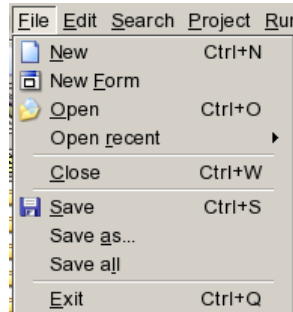 File Edit Search Project Run
New Ctrl+N
New Form
Open Ctrl+O
Open recent
Close Ctrl+W
Save Ctrl+S
Save as...
Save all
Exit Ctrl+Q